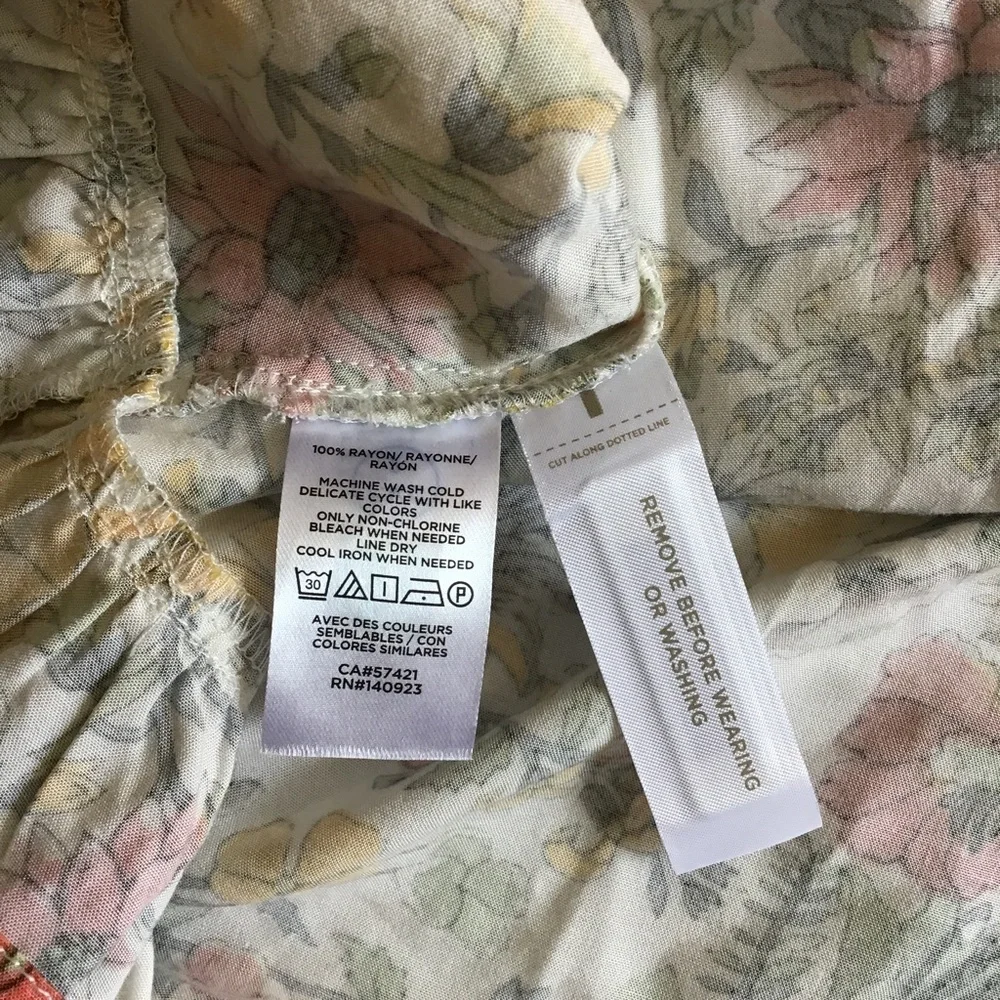 100% RAYON/ RAYONNE/
RAYÓN
MACHINE WASH COLD
DELICATE CYCLE WITH LIKE
COLORS
ONLY NON-CHLORINE
BLEACH WHEN NEEDED
LINE DRY
COOL IRON WHEN NEEDED
30 P
AVEC DES COULEURS
SEMBLABLES / CON
COLORES SIMILARES
CA#57421
RN#140923
CUT ALONG DOTTED LINE
REMOVE BEFORE WEARING
OR WASHING